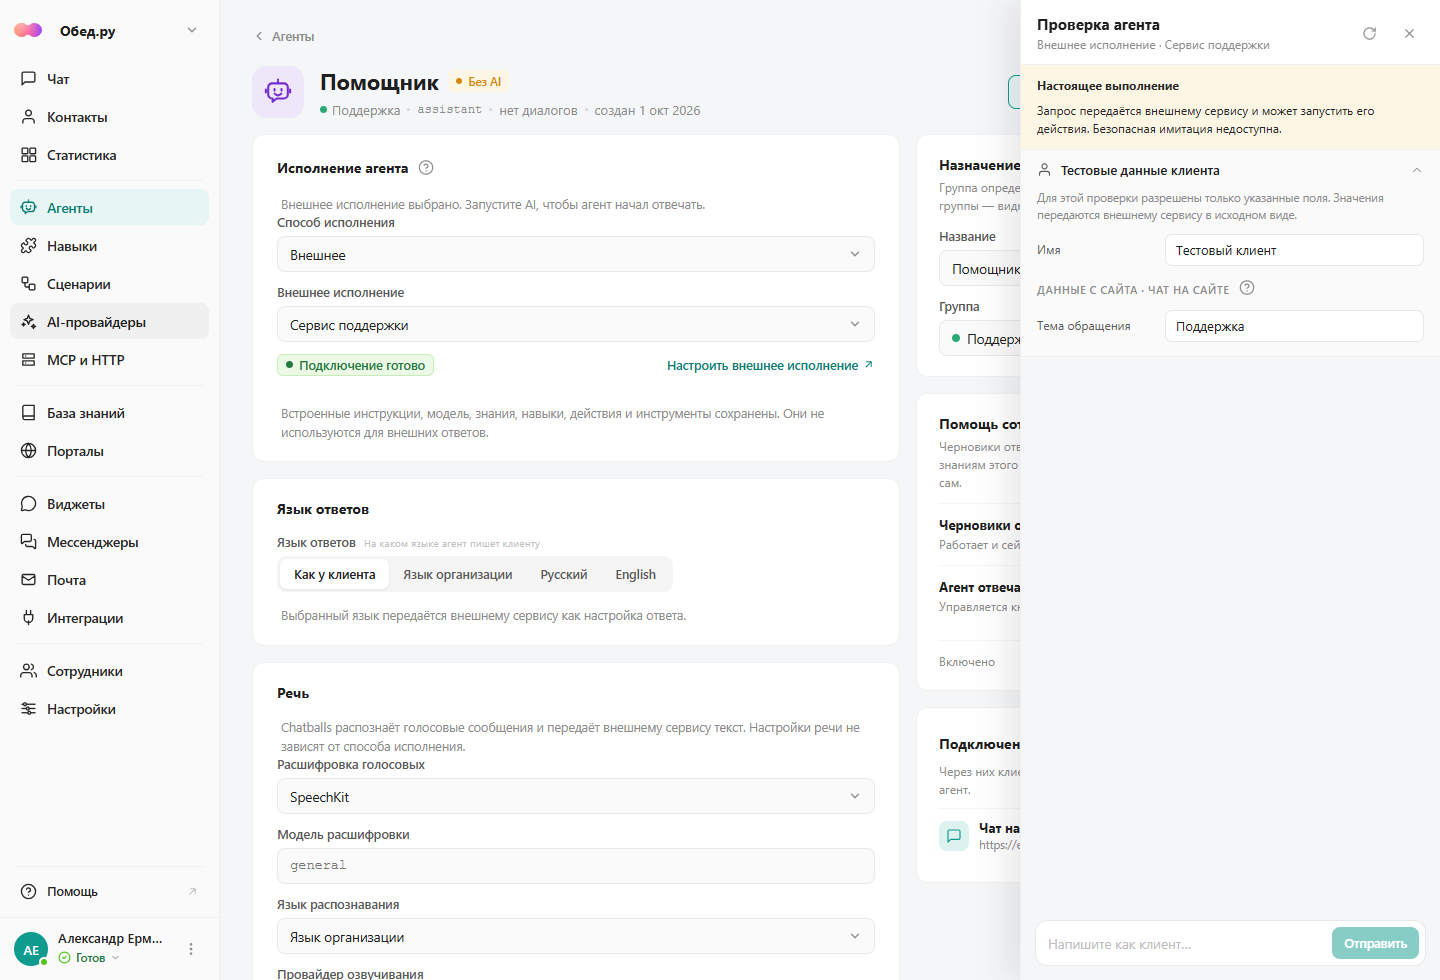 Обед.ру
Чат
Контакты
Статистика
Агенты
Навыки
Сценарии
AI-провайдеры
MCP и HTTP
База знаний
Порталы
Виджеты
Мессенджеры
Почта
Интеграции
Сотрудники
Настройки
Помощь
AE
Александр Ерм...
Готов
Агенты
Помощник
Без AI
Поддержка · assistant · нет диалогов · создан 1 окт 2026
Исполнение агента
Внешнее исполнение выбрано. Запустите AI, чтобы агент начал отвечать.
Способ исполнения
Внешнее
Внешнее исполнение
Сервис поддержки
Подключение готово
Настроить внешнее исполнение
Встроенные инструкции, модель, знания, навыки, действия и инструменты сохранены. Они не
используются для внешних ответов.
Язык ответов
Язык ответов На каком языке агент пишет клиенту
Как у клиента
Язык организации
Русский
English
Выбранный язык передаётся внешнему сервису как настройка ответа.
Речь
Chatballs распознаёт голосовые сообщения и передаёт внешнему сервису текст. Настройки речи не
зависят от способа исполнения.
Расшифровка голосовых
SpeechKit
Модель расшифровки
general
Язык распознавания
Язык организации
Провайдер озвучивания
Назначение
Группа опреде
группы — вид
Название
Помощник
Группа
Поддерж
Помощь сот
Черновики отв
знаниям этого
сам.
Черновики о
Работает и сей
Агент отвеча
Управляется к
Включено
Подключен
Через них кли
агент.
Чат на
https://e
Проверка агента
Внешнее исполнение · Сервис поддержки
Настоящее выполнение
Запрос передаётся внешнему сервису и может запустить его
действия. Безопасная имитация недоступна.
Тестовые данные клиента
Для этой проверки разрешены только указанные поля. Значения
передаются внешнему сервису в исходном виде.
Имя
Тестовый клиент
ДАННЫЕ С САЙТА · ЧАТ НА САЙТЕ
Тема обращения
Поддержка
Напишите как клиент...
Отправить